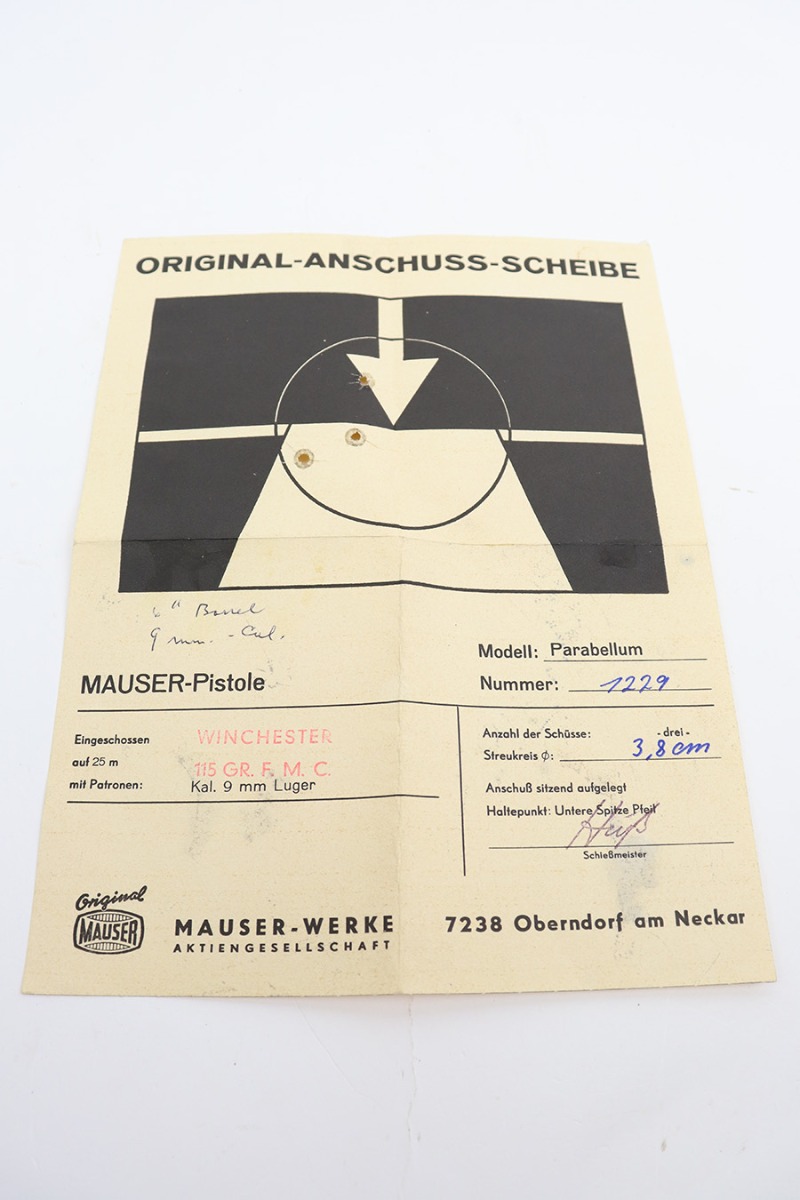 ORIGINAL-ANSCHUSS-SCHEIBE
6" Barrel
9 mm. - Cal.
MAUSER-Pistole
Modell: Parabellum
Nummer: 1229
Eingeschossen
auf 25 m
mit Patronen:
WINCHESTER
115 GR. F. M. C.
Kal. 9 mm Luger
Anzahl der Schüsse: - drei -
Streukreis ϕ: 3,8 cm
Anschuß sitzend aufgelegt
Haltepunkt: Untere Spitze Pfeil
Schießmeister
Original
MAUSER
MAUSER-WERKE
AKTIENGESELLSCHAFT
7238 Oberndorf am Neckar